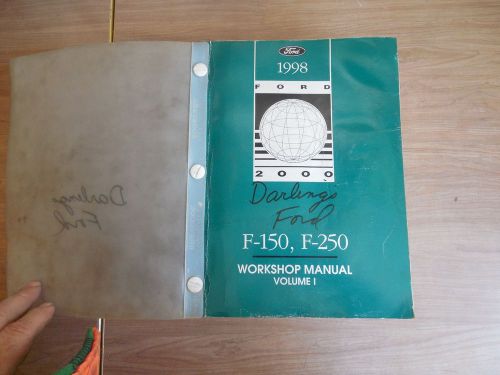 Ford
1998
FORD
2000
Darlings
Ford
F-150, F-250
WORKSHOP MANUAL
VOLUME I
Darlings
Ford